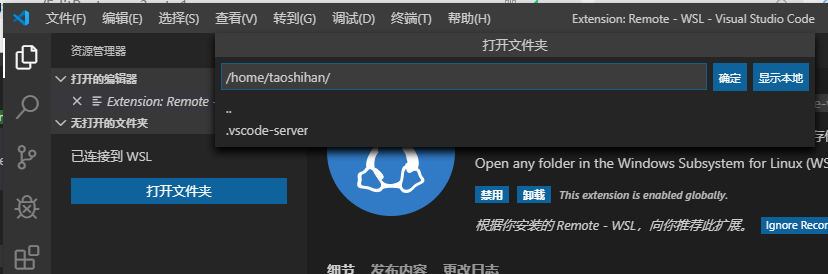 文件(F) 编辑(E) 选择(S) 查看(V) 转到(G) 调试(D) 终端(T) 帮助(H) Extension: Remote - WSL - Visual Studio Code
资源管理器
打开的编辑器
Extension: Remote -
无打开的文件夹
已连接到 WSL
打开文件夹
打开文件夹
/home/taoshihan/ 确定 显示本地
..
.vscode-server
Open any folder in the Windows Subsystem for Linux (WS
禁用 卸载 This extension is enabled globally.
根据你安装的 Remote - WSL，向你推荐此扩展。 Ignore Recon
细节 发布内容 更改日志